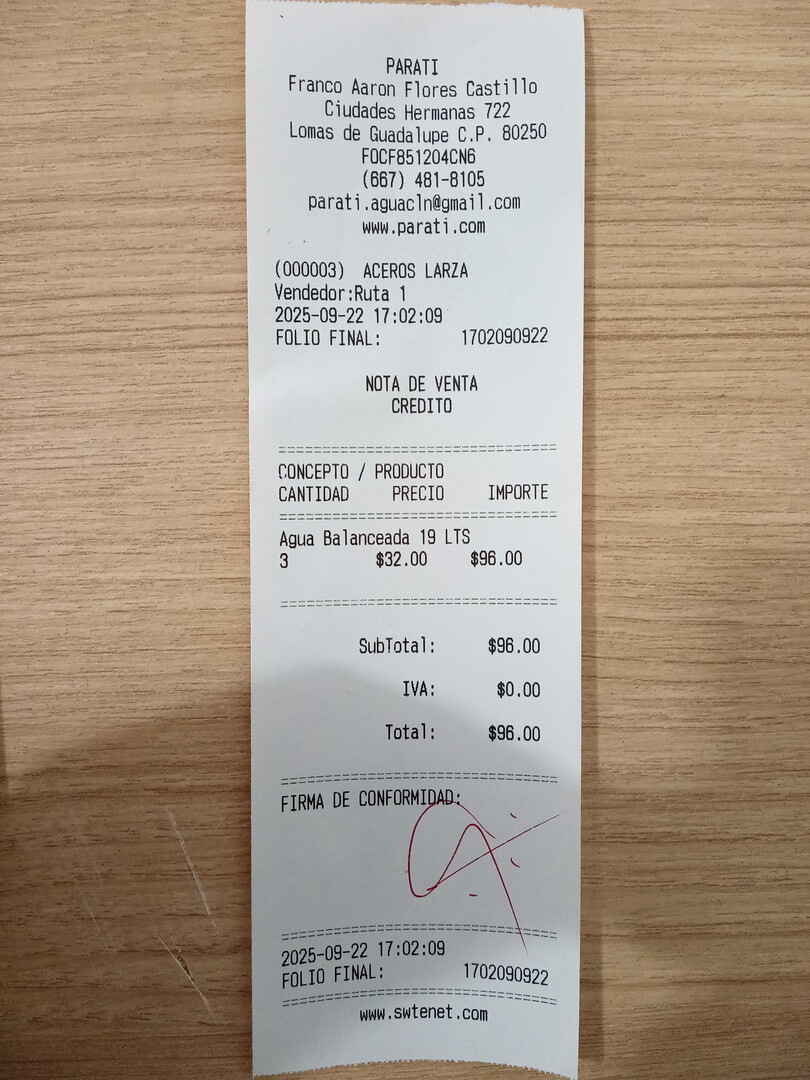 PARATI
Franco Aaron Flores Castillo
Ciudades Hermanas 722
Lomas de Guadalupe C.P. 80250
FOCF851204CN6
(667) 481-8105
parati.aguacln@gmail.com
www.parati.com
(000003) ACEROS LARZA
Vendedor:Ruta 1
2025-09-22 17:02:09
FOLIO FINAL: 1702090922
NOTA DE VENTA
CREDITO
CONCEPTO / PRODUCTO
CANTIDAD PRECIO IMPORTE
Agua Balanceada 19 LTS
3 $32.00 $96.00
SubTotal: $96.00
IVA: $0.00
Total: $96.00
FIRMA DE CONFORMIDAD:
2025-09-22 17:02:09
FOLIO FINAL: 1702090922
www.swtenet.com